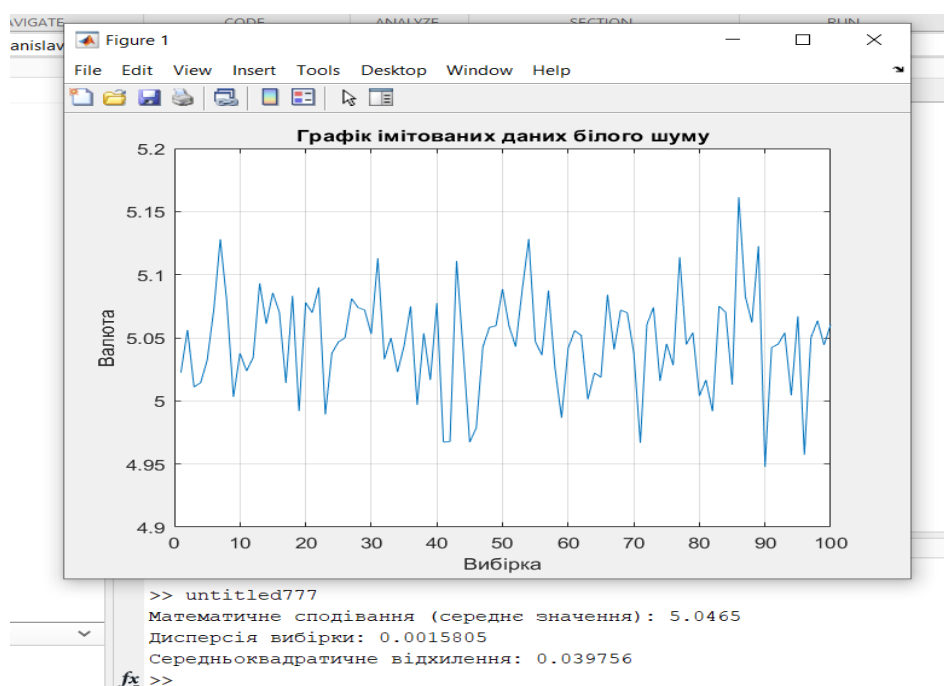 AVIGATE CODE ANALYZE SECTION RUN
anislav
Figure 1
File Edit View Insert Tools Desktop Window Help
Графік імітованих даних білого шуму
5.2
5.15
5.1
5.05
5
4.95
4.9
Валюта
0 10 20 30 40 50 60 70 80 90 100
Вибірка
>> untitled777
Математичне сподівання (середнє значення): 5.0465
Дисперсія вибірки: 0.0015805
Середньоквадратичне відхилення: 0.039756
fx >>